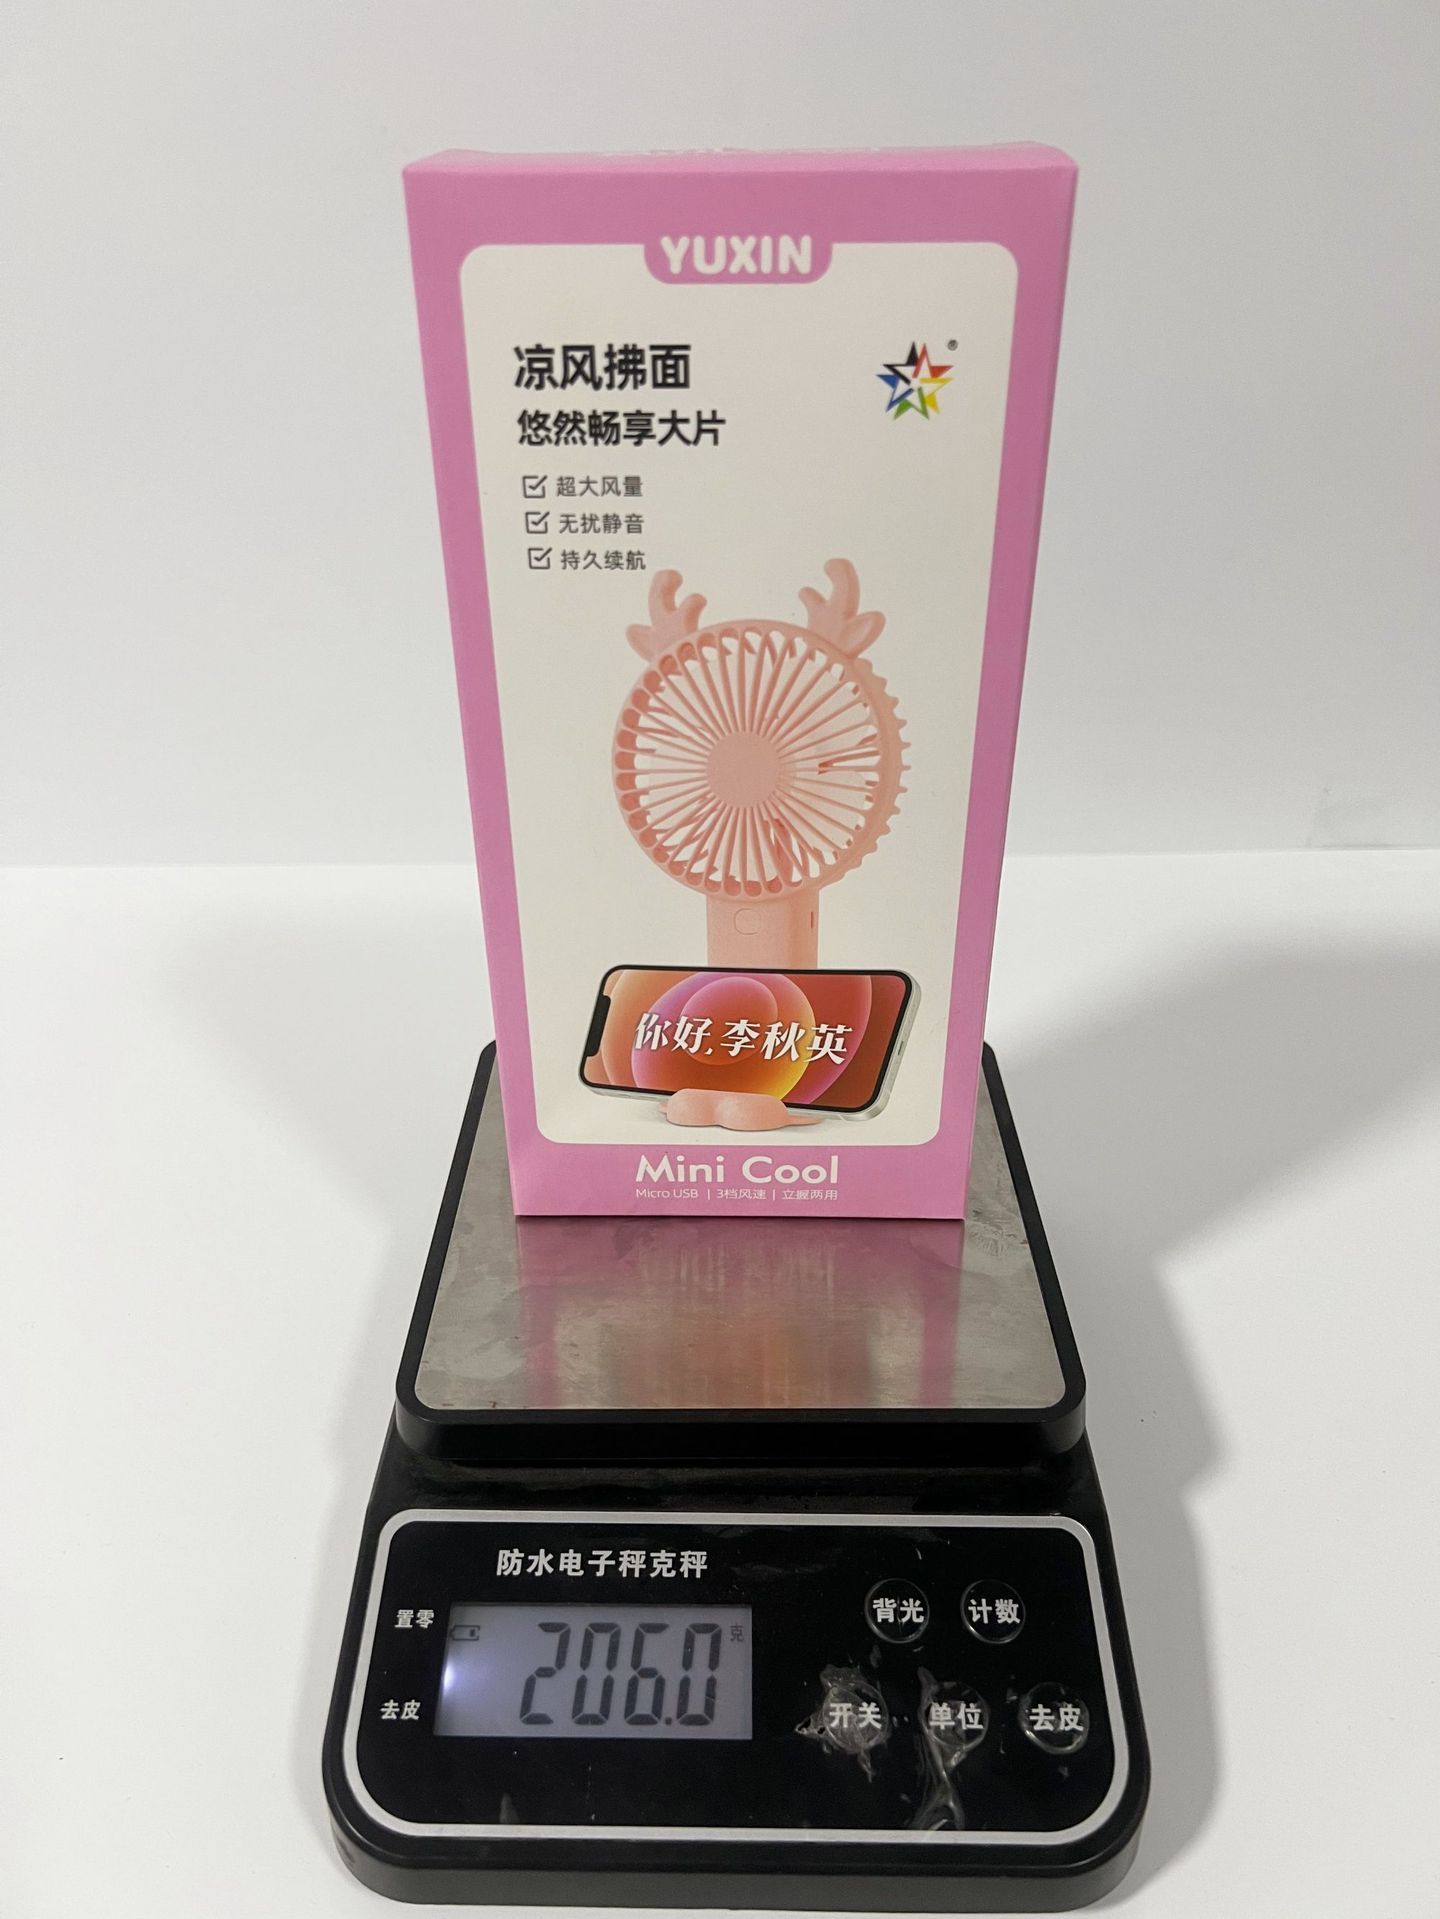 YUXIN
凉风拂面
®
悠然畅享大片
超大风量
无扰静音
持久续航
你好,李秋英
Mini Cool
Micro USB | 3档风速 | 立握两用
防水电子秤克秤
置零
背光
计数
206.0
克
去皮
开关
单位
去皮